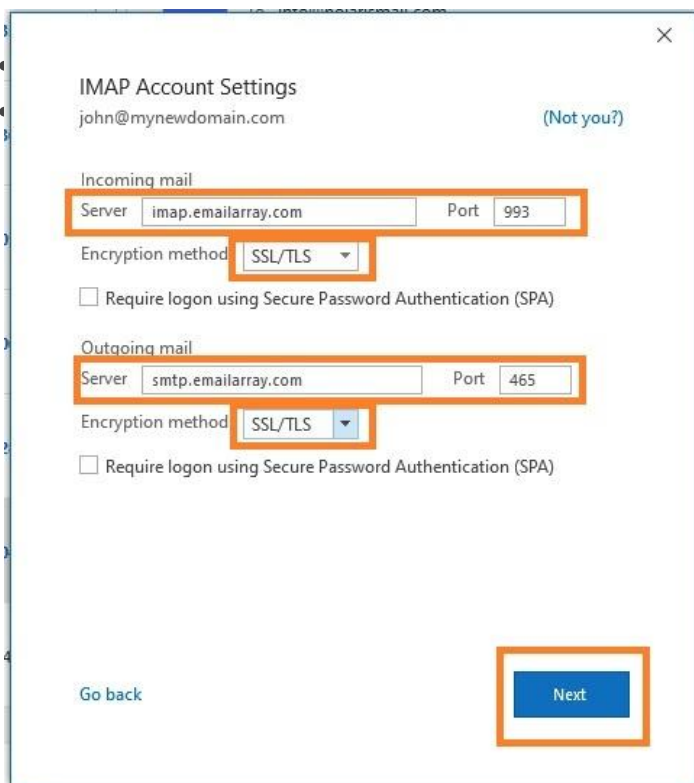 IMAP Account Settings
john@mynewdomain.com (Not you?)
Incoming mail
Server imap.emailarray.com Port 993
Encryption method SSL/TLS
Require logon using Secure Password Authentication (SPA)
Outgoing mail
Server smtp.emailarray.com Port 465
Encryption method SSL/TLS
Require logon using Secure Password Authentication (SPA)
Go back Next